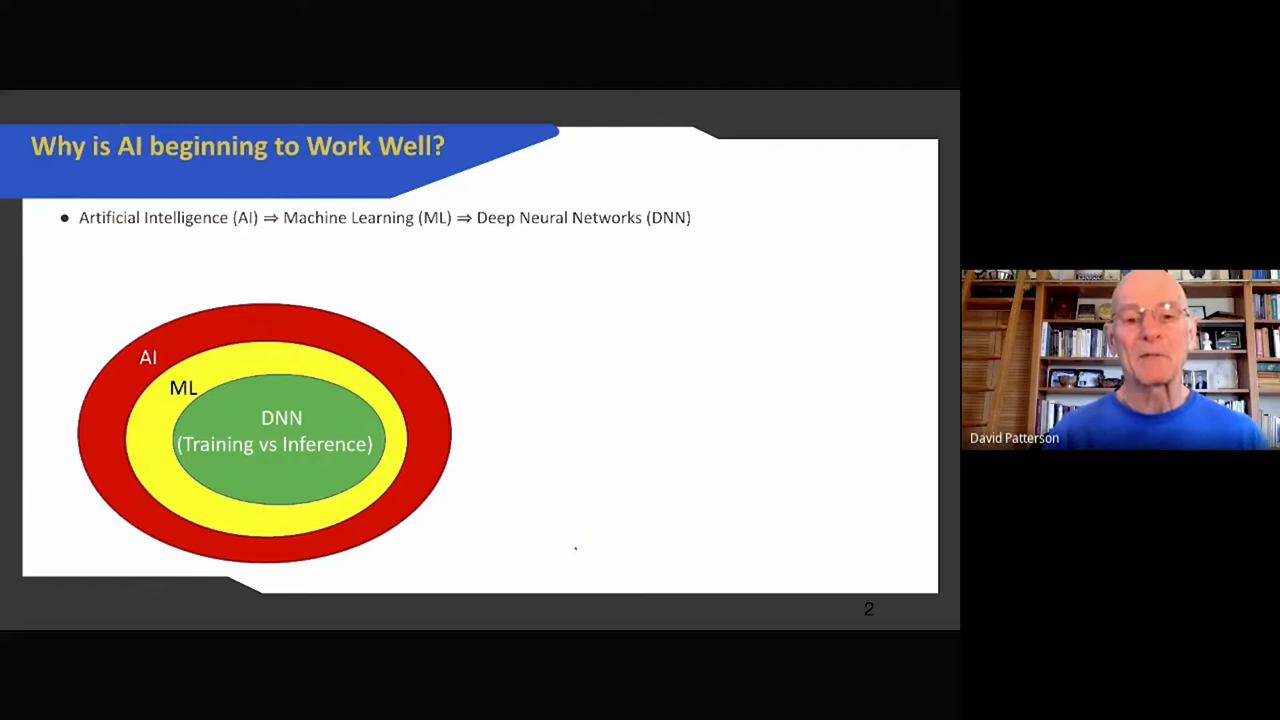 Why is AI beginning to Work Well?
● Artificial Intelligence (AI) ⇒ Machine Learning (ML) ⇒ Deep Neural Networks (DNN)
AI
ML
DNN
(Training vs Inference)
David Patterson
2